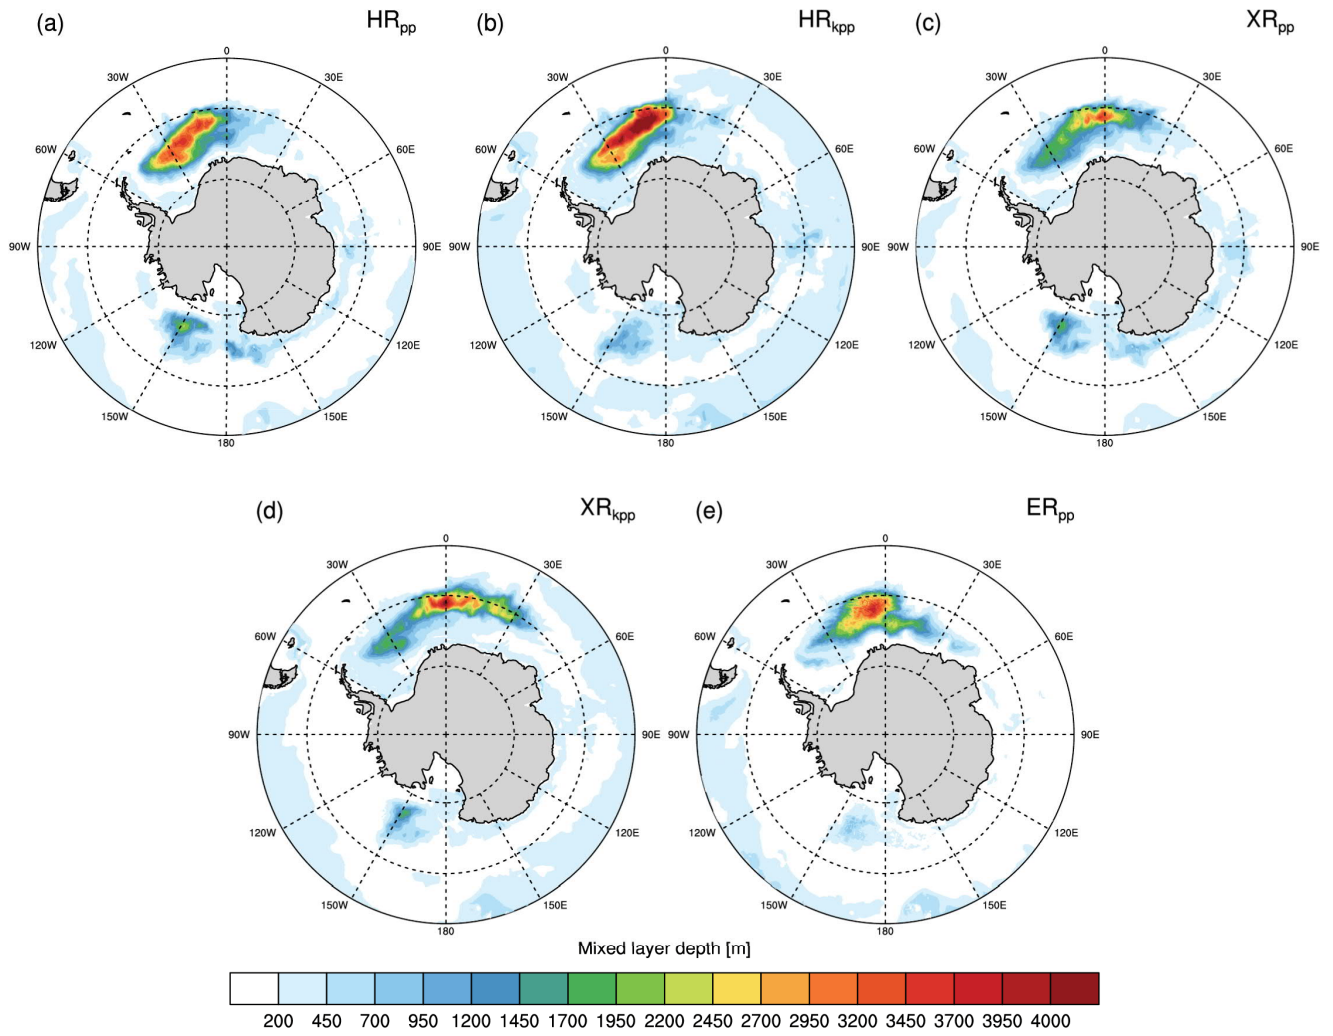 (a) HRpp
0
30W 30E
60W 60E
90W 90E
120W 120E
150W 150E
180
(b) HRkpp
0
30W 30E
60W 60E
90W 90E
120W 120E
150W 150E
180
(c) XRpp
0
30W 30E
60W 60E
90W 90E
120W 120E
150W 150E
180
(d) XRkpp
0
30W 30E
60W 60E
90W 90E
120W 120E
150W 150E
180
(e) ERpp
0
30W 30E
60W 60E
90W 90E
120W 120E
150W 150E
180
Mixed layer depth [m]
200 450 700 950 1200 1450 1700 1950 2200 2450 2700 2950 3200 3450 3700 3950 4000